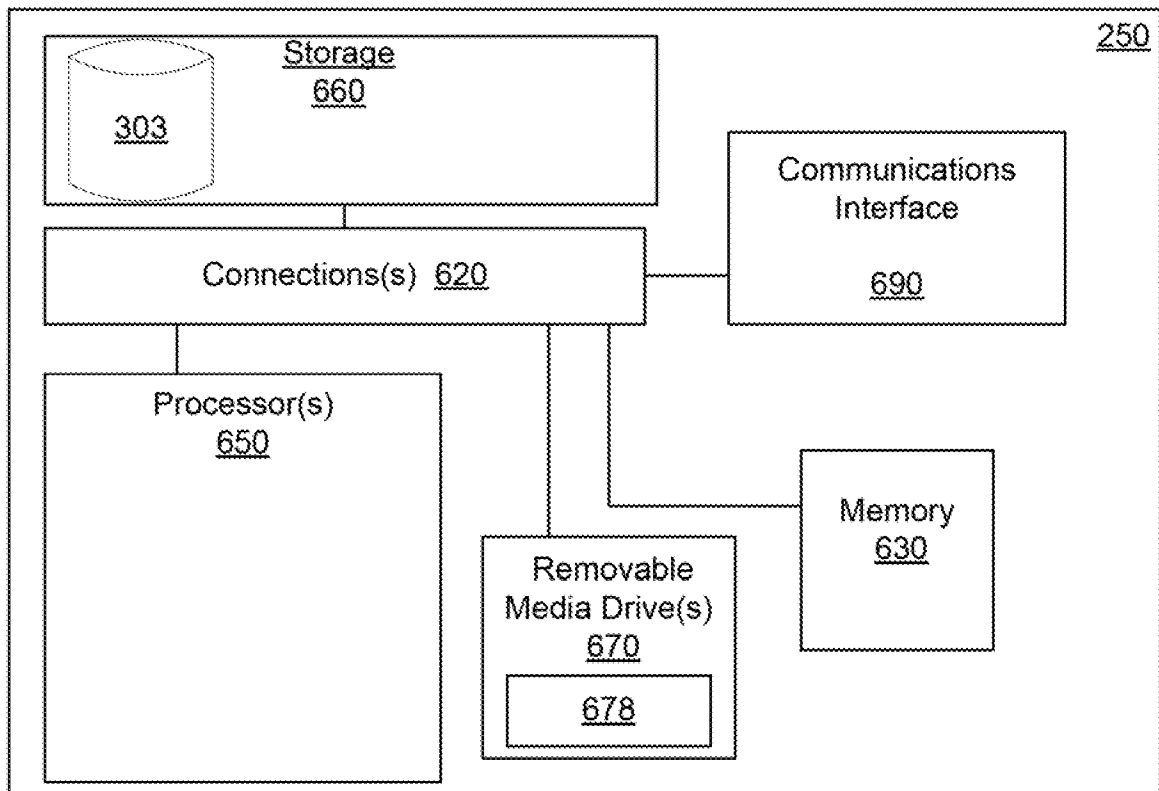 250
Storage
660
303
Communications
Interface
690
Connections(s) 620
Processor(s)
650
Memory
630
Removable
Media Drive(s)
670
678